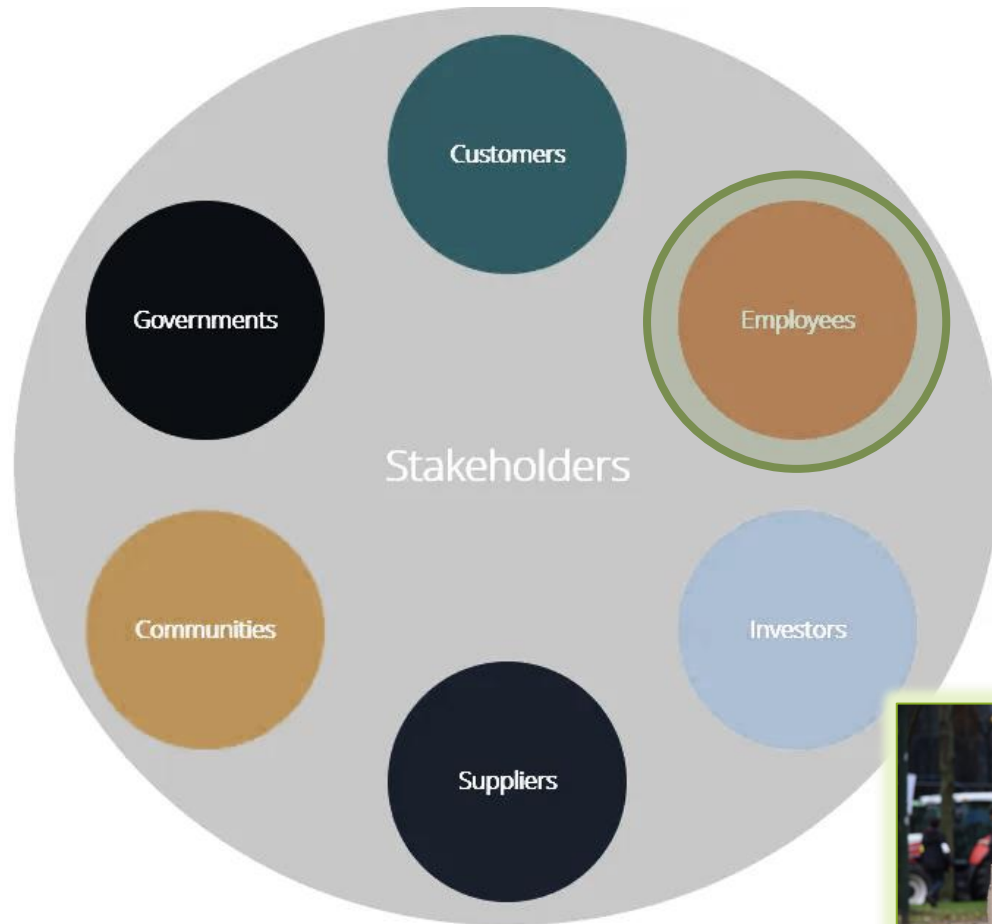 Customers
Governments
Employees
Stakeholders
Communities
Investors
Suppliers